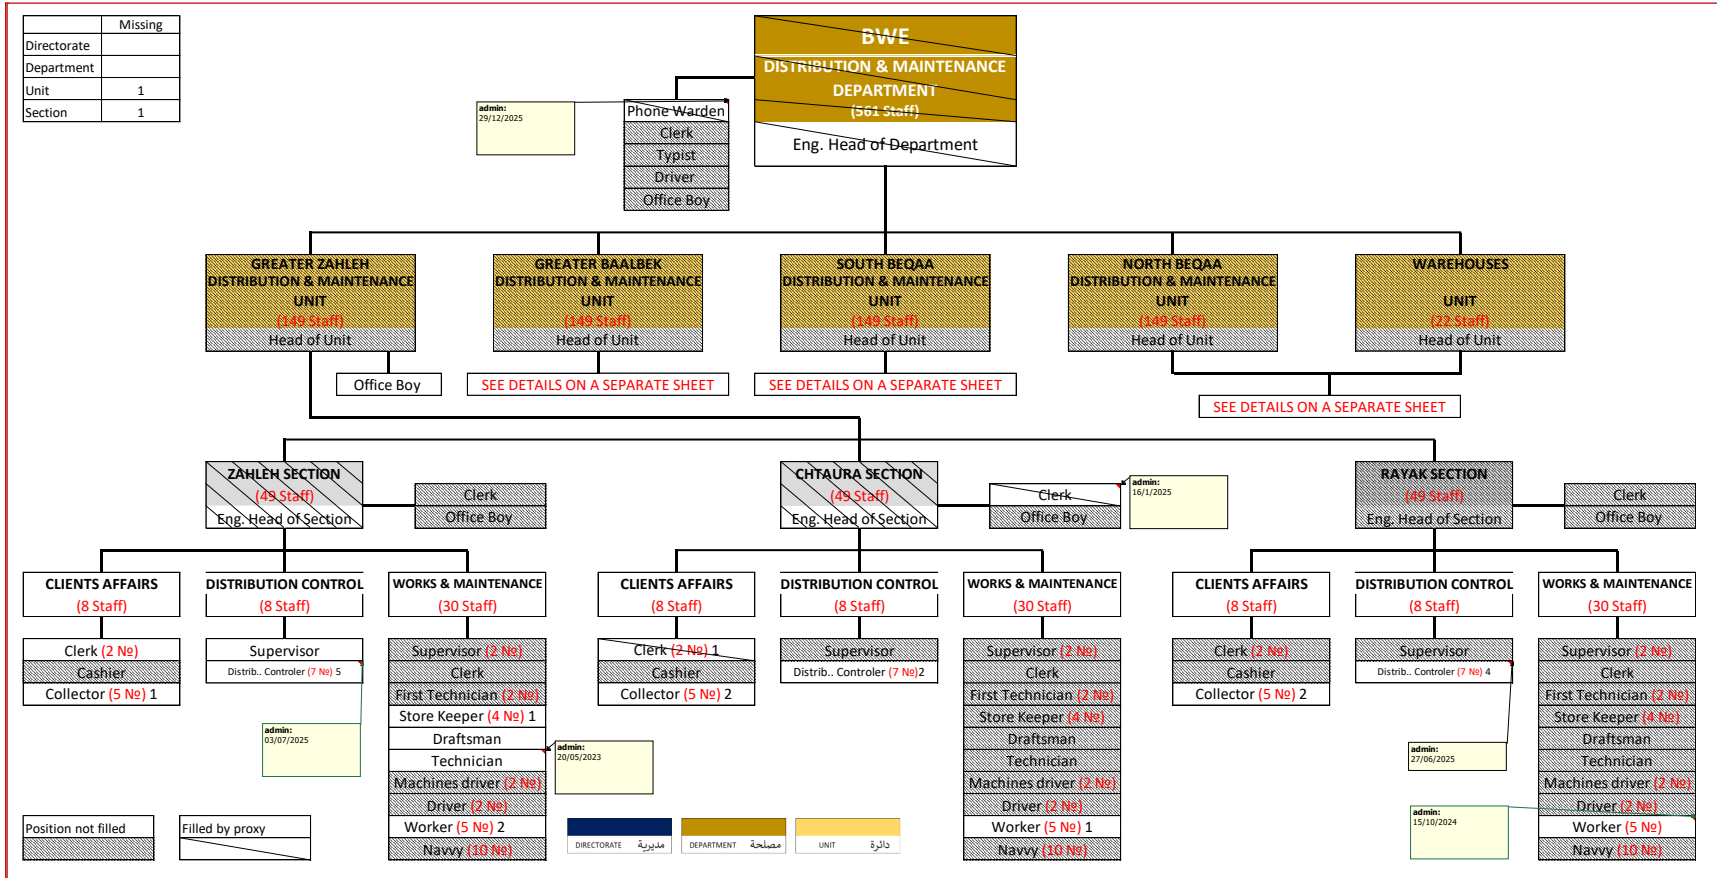 Missing
Directorate
Department
Unit 1
Section 1
BWE
DISTRIBUTION & MAINTENANCE
DEPARTMENT
(561 Staff)
Eng. Head of Department
admin:
29/12/2025
Phone Warden
Clerk
Typist
Driver
Office Boy
GREATER ZAHLEH
DISTRIBUTION & MAINTENANCE
UNIT
(149 Staff)
Head of Unit
GREATER BAALBEK
DISTRIBUTION & MAINTENANCE
UNIT
(149 Staff)
Head of Unit
SOUTH BEQAA
DISTRIBUTION & MAINTENANCE
UNIT
(149 Staff)
Head of Unit
NORTH BEQAA
DISTRIBUTION & MAINTENANCE
UNIT
(149 Staff)
Head of Unit
WAREHOUSES
UNIT
(22 Staff)
Head of Unit
Office Boy
SEE DETAILS ON A SEPARATE SHEET
SEE DETAILS ON A SEPARATE SHEET
SEE DETAILS ON A SEPARATE SHEET
ZAHLEH SECTION
(49 Staff)
Eng. Head of Section
Clerk
Office Boy
CHTAURA SECTION
(49 Staff)
Eng. Head of Section
Clerk
Office Boy
admin:
16/1/2025
RAYAK SECTION
(49 Staff)
Eng. Head of Section
Clerk
Office Boy
CLIENTS AFFAIRS
(8 Staff)
Clerk (2 №)
Cashier
Collector (5 №) 1
DISTRIBUTION CONTROL
(8 Staff)
Supervisor
Distrib.. Controler (7 №) 5
admin:
03/07/2025
WORKS & MAINTENANCE
(30 Staff)
Supervisor (2 №)
Clerk
First Technician (2 №)
Store Keeper (4 №) 1
Draftsman
Technician
Machines driver (2 №)
Driver (2 №)
Worker (5 №) 2
Navvy (10 №)
admin:
20/05/2023
CLIENTS AFFAIRS
(8 Staff)
Clerk (2 №) 1
Cashier
Collector (5 №) 2
DISTRIBUTION CONTROL
(8 Staff)
Supervisor
Distrib.. Controler (7 №)2
WORKS & MAINTENANCE
(30 Staff)
Supervisor (2 №)
Clerk
First Technician (2 №)
Store Keeper (4 №)
Draftsman
Technician
Machines driver (2 №)
Driver (2 №)
Worker (5 №) 1
Navvy (10 №)
CLIENTS AFFAIRS
(8 Staff)
Clerk (2 №)
Cashier
Collector (5 №) 2
DISTRIBUTION CONTROL
(8 Staff)
Supervisor
Distrib.. Controler (7 №) 4
admin:
27/06/2025
admin:
15/10/2024
WORKS & MAINTENANCE
(30 Staff)
Supervisor (2 №)
Clerk
First Technician (2 №)
Store Keeper (4 №)
Draftsman
Technician
Machines driver (2 №)
Driver (2 №)
Worker (5 №)
Navvy (10 №)
Position not filled
Filled by proxy
DIRECTORATE مديرية
DEPARTMENT مصلحة
UNIT دائرة